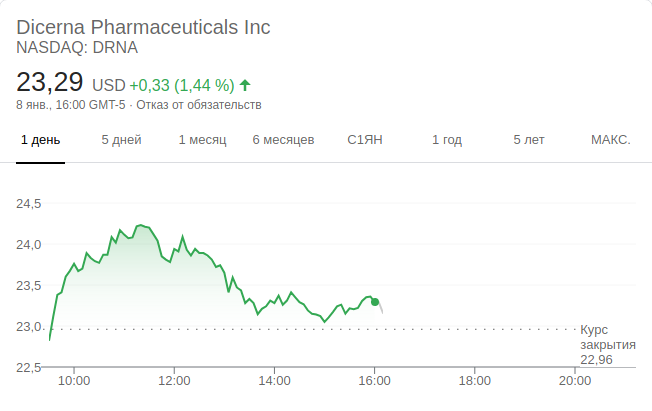 Dicerna Pharmaceuticals Inc
NASDAQ: DRNA
23,29 USD +0,33 (1,44 %)
8 янв., 16:00 GMT-5 · Отказ от обязательств
1 день 5 дней 1 месяц 6 месяцев С1ЯН 1 год 5 лет МАКС.
24,5
24,0
23,5
23,0
Курс
закрытия
22,96
22,5
10:00 12:00 14:00 16:00 18:00 20:00